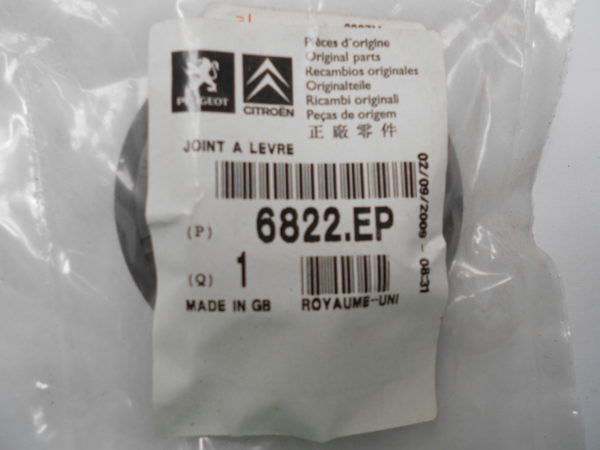 Pièces d'origine
Original parts
Recambios originales
Originalteile
Ricambi originali
Peças de origem
正廠零件
PEUGEOT
CITROËN
JOINT A LEVRE
(P) 6822.EP
(Q) 1
MADE IN GB ROYAUME-UNI
02/09/2009 - 08:31